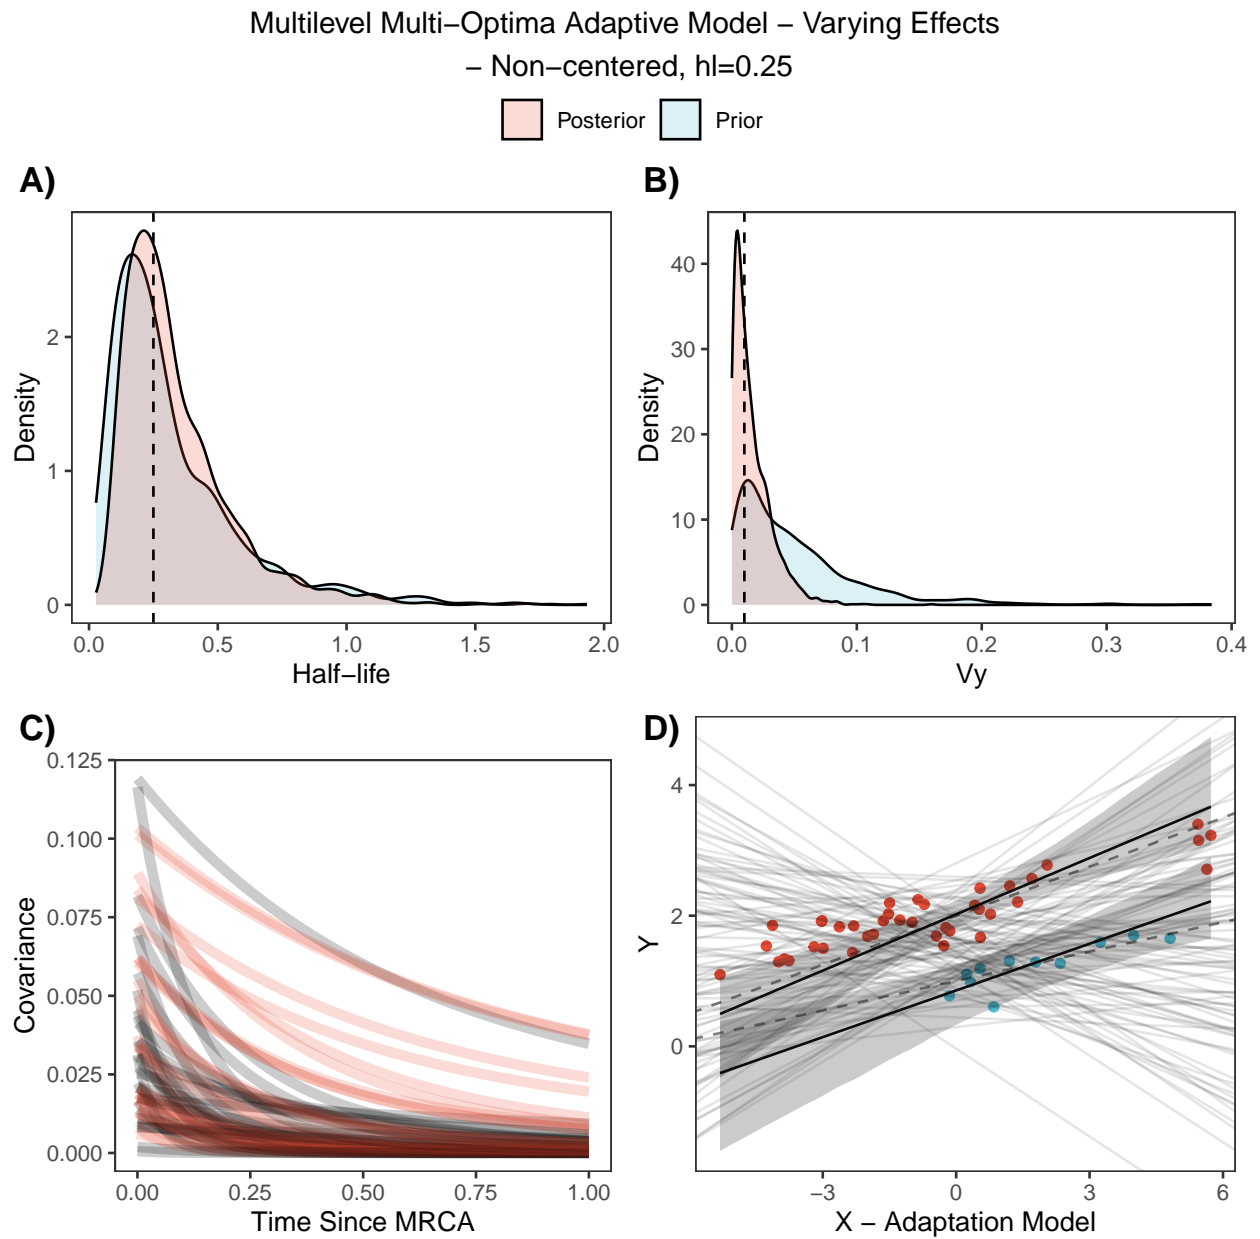 Multilevel Multi−Optima Adaptive Model − Varying Effects
− Non−centered, hl=0.25
Posterior Prior
A)
Density
0
1
2
0.0 0.5 1.0 1.5 2.0
Half−life
B)
Density
0
10
20
30
40
0.0 0.1 0.2 0.3 0.4
Vy
C)
Covariance
0.125
0.100
0.075
0.050
0.025
0.000
0.00 0.25 0.50 0.75 1.00
Time Since MRCA
D)
Y
4
2
0
−3 0 3 6
X − Adaptation Model